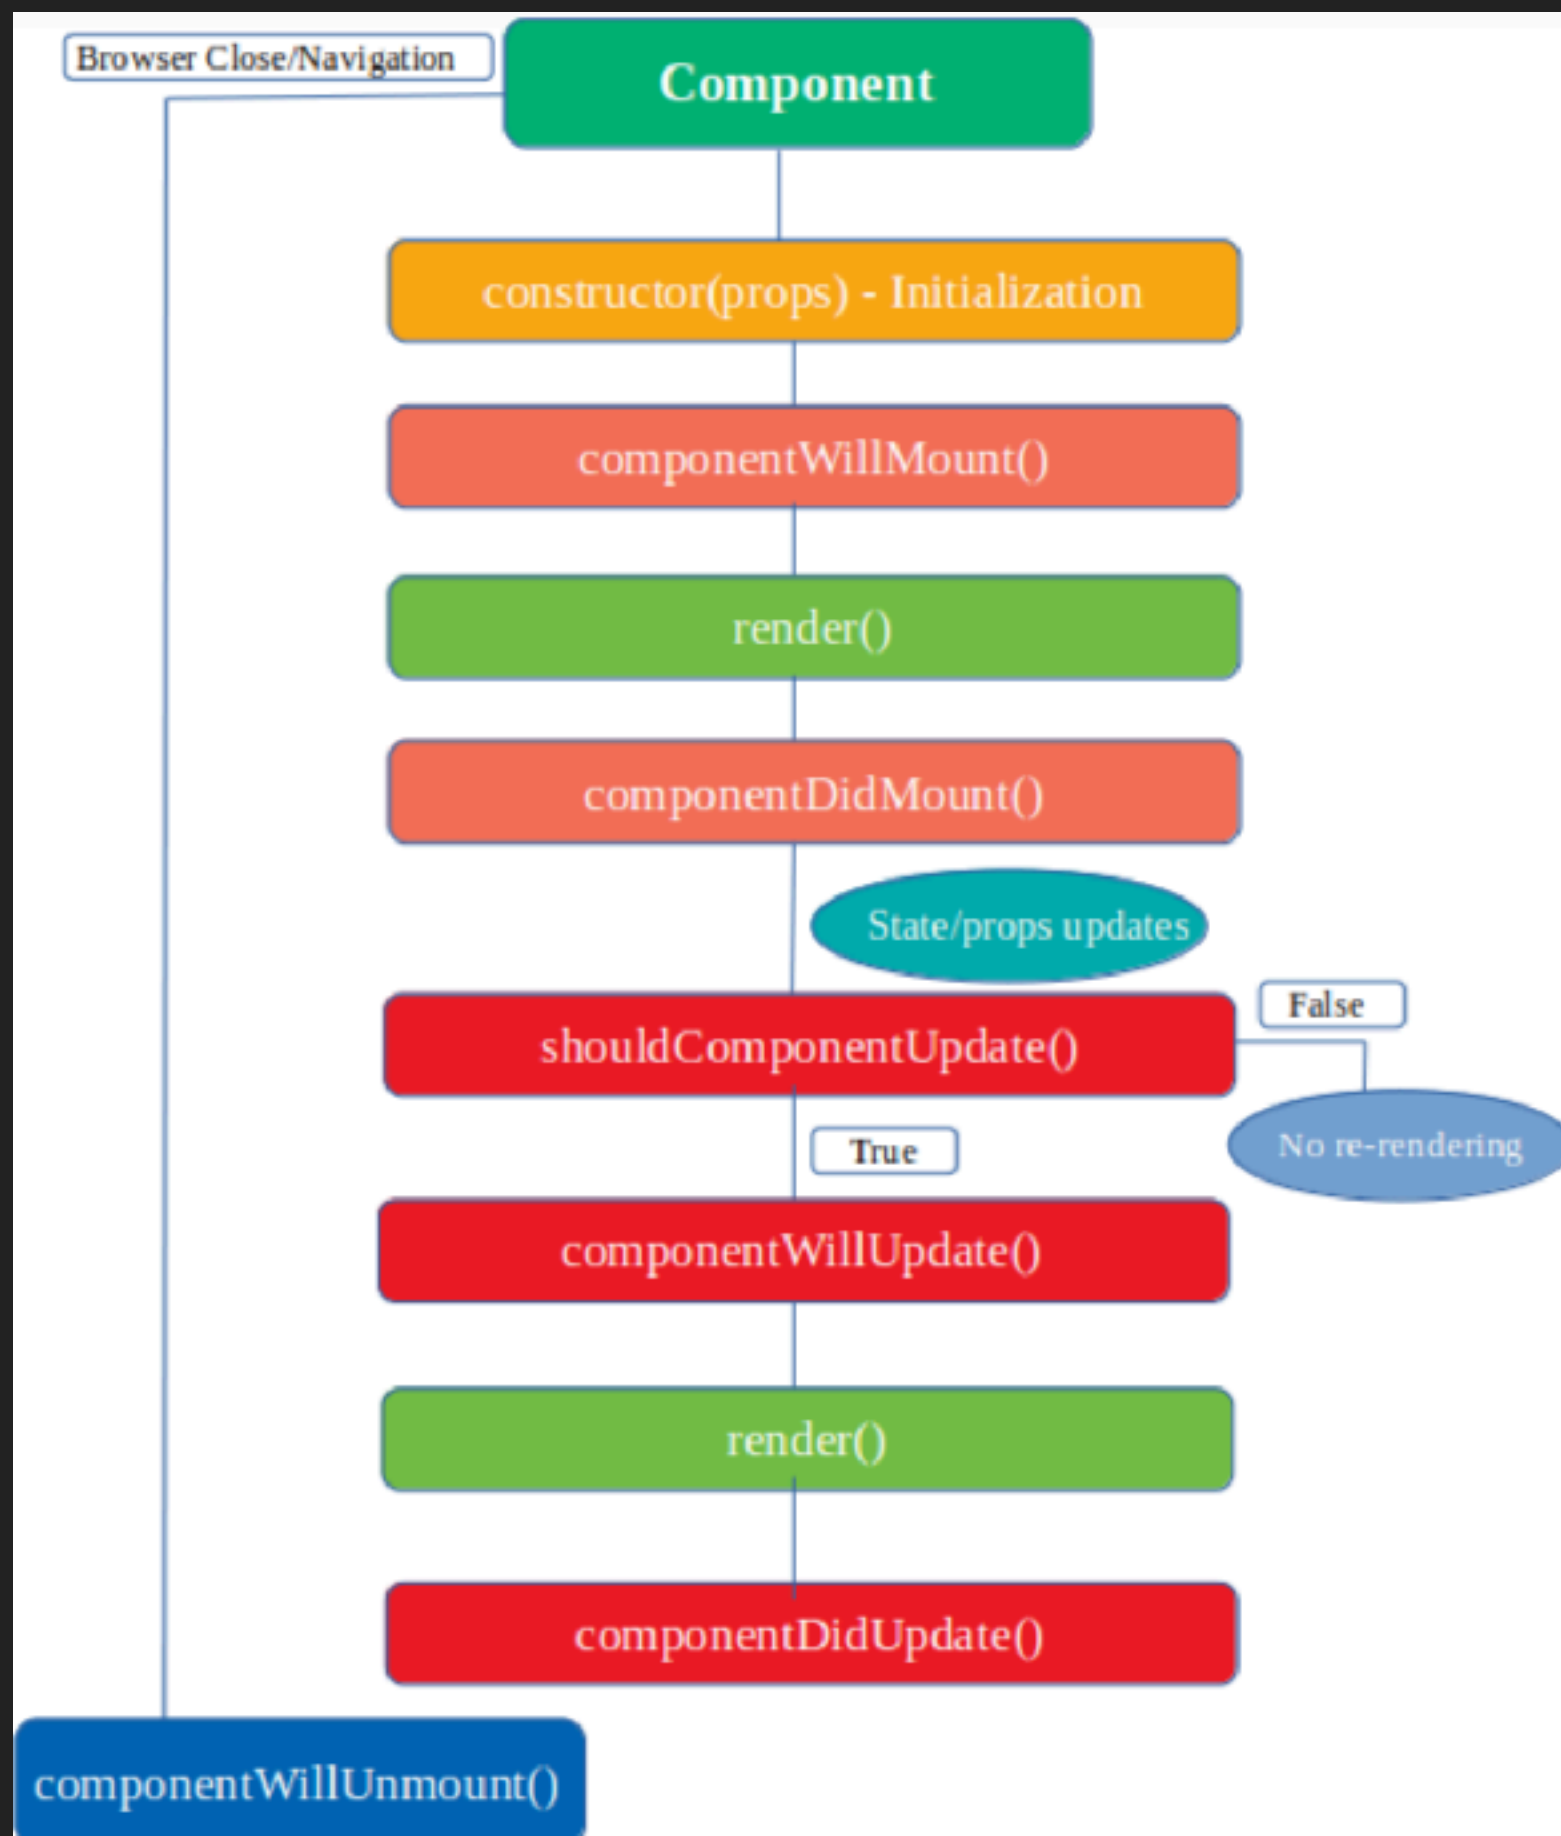 Browser Close/Navigation
Component
constructor(props) - Initialization
componentWillMount()
render()
componentDidMount()
State/props updates
shouldComponentUpdate()
False
True
No re-rendering
componentWillUpdate()
render()
componentDidUpdate()
componentWillUnmount()